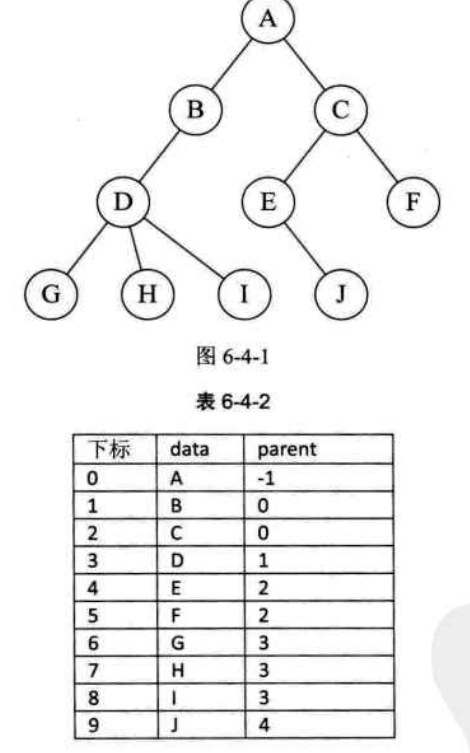 A
B C
D E F
G H I J
图 6-4-1
表 6-4-2
下标 data parent
0 A -1
1 B 0
2 C 0
3 D 1
4 E 2
5 F 2
6 G 3
7 H 3
8 I 3
9 J 4